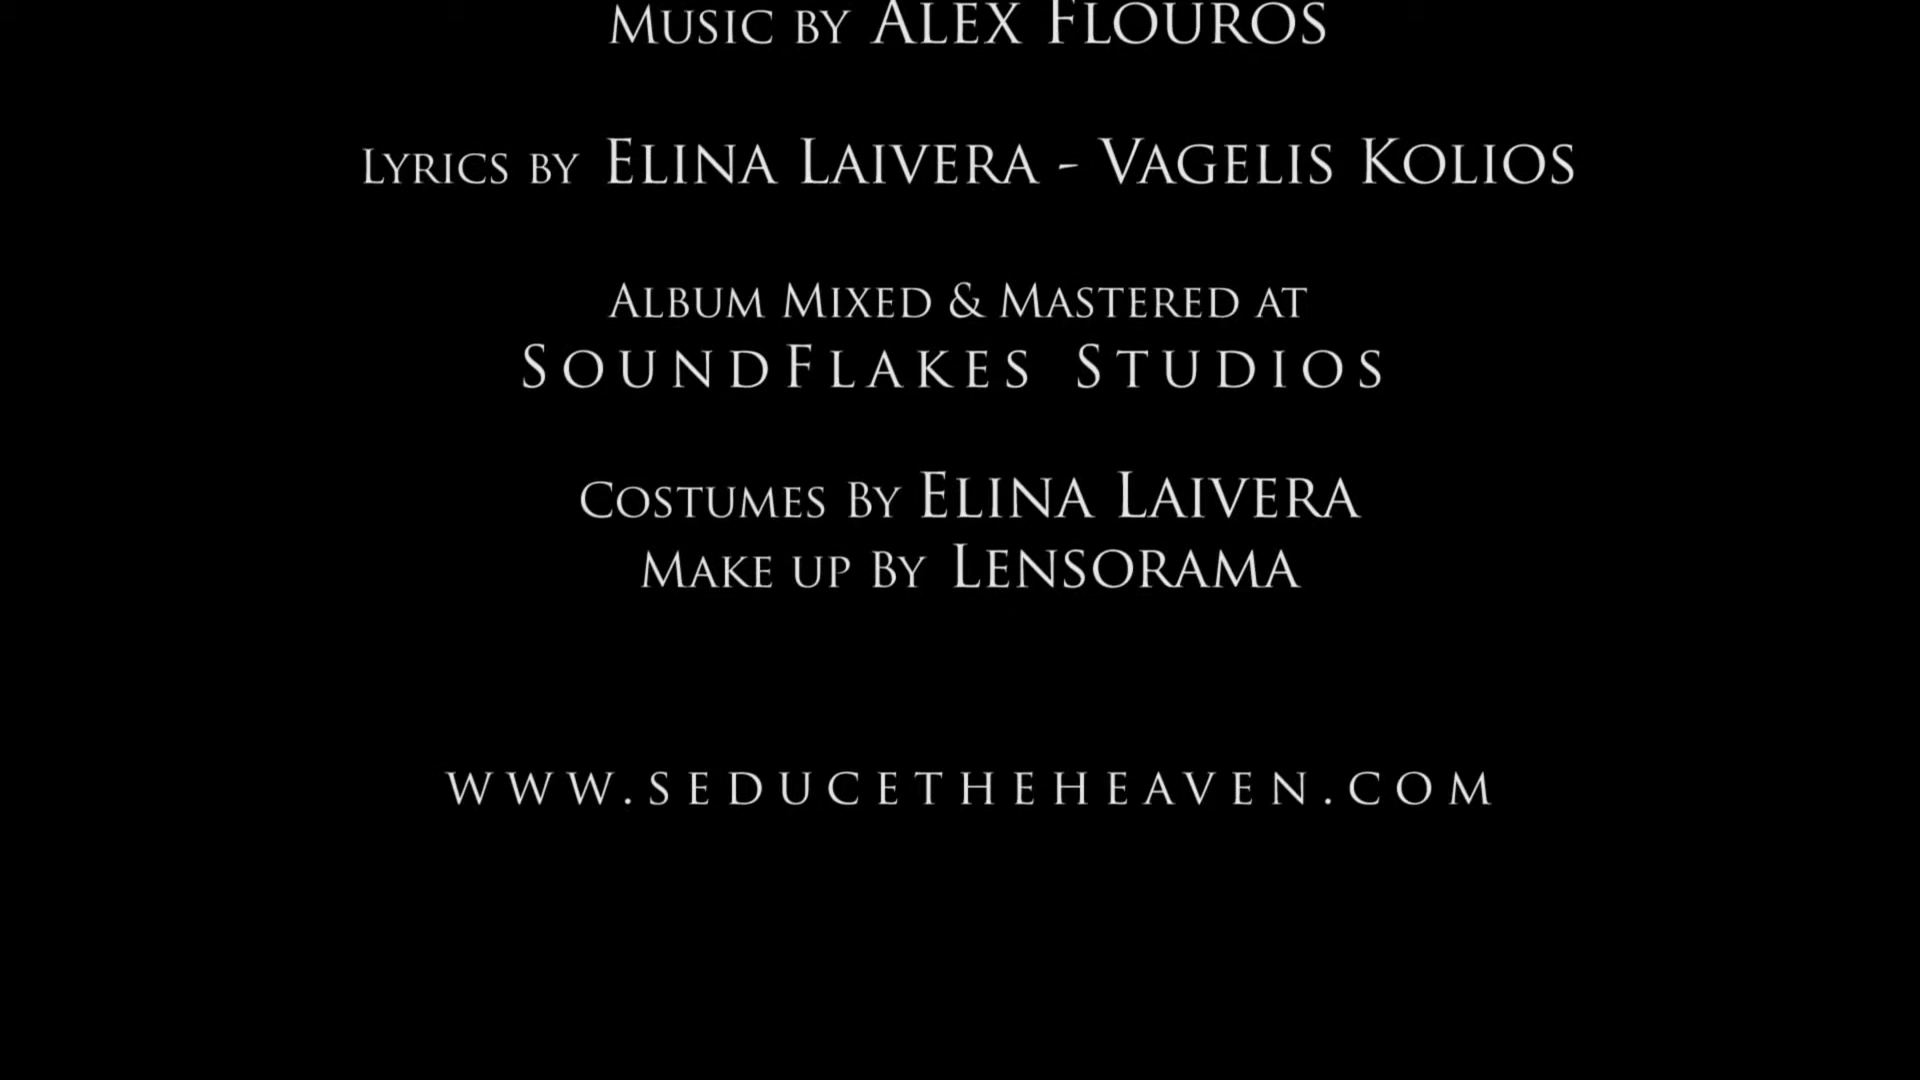 Music by Alex Flouros
Lyrics by Elina Laivera - Vagelis Kolios
Album Mixed & Mastered at
SoundFlakes Studios
Costumes By Elina Laivera
Make up By Lensorama
www.seducetheheaven.com